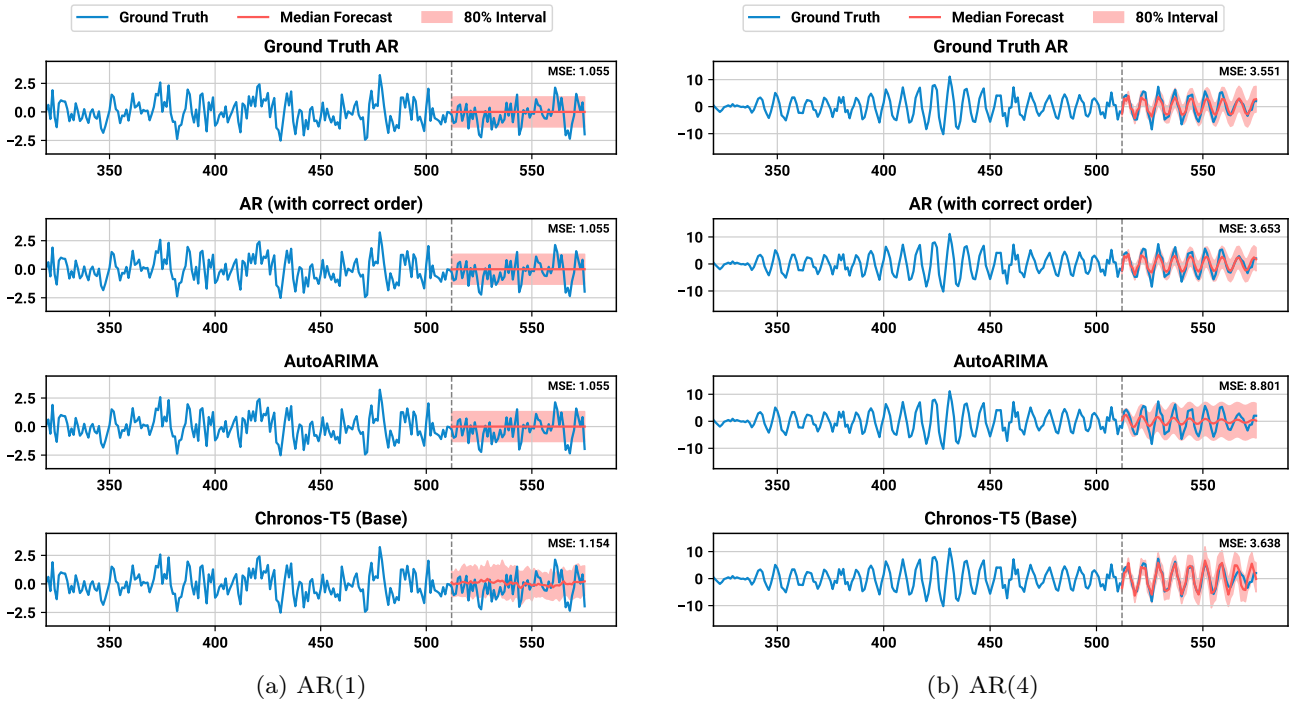 Ground Truth Median Forecast 80% Interval
Ground Truth AR
MSE: 1.055
2.5
0.0
−2.5
350 400 450 500 550
AR (with correct order)
MSE: 1.055
2.5
0.0
−2.5
350 400 450 500 550
AutoARIMA
MSE: 1.055
2.5
0.0
−2.5
350 400 450 500 550
Chronos-T5 (Base)
MSE: 1.154
2.5
0.0
−2.5
350 400 450 500 550
(a) AR(1)
Ground Truth Median Forecast 80% Interval
Ground Truth AR
MSE: 3.551
10
0
−10
350 400 450 500 550
AR (with correct order)
MSE: 3.653
10
0
−10
350 400 450 500 550
AutoARIMA
MSE: 8.801
10
0
−10
350 400 450 500 550
Chronos-T5 (Base)
MSE: 3.638
10
0
−10
350 400 450 500 550
(b) AR(4)